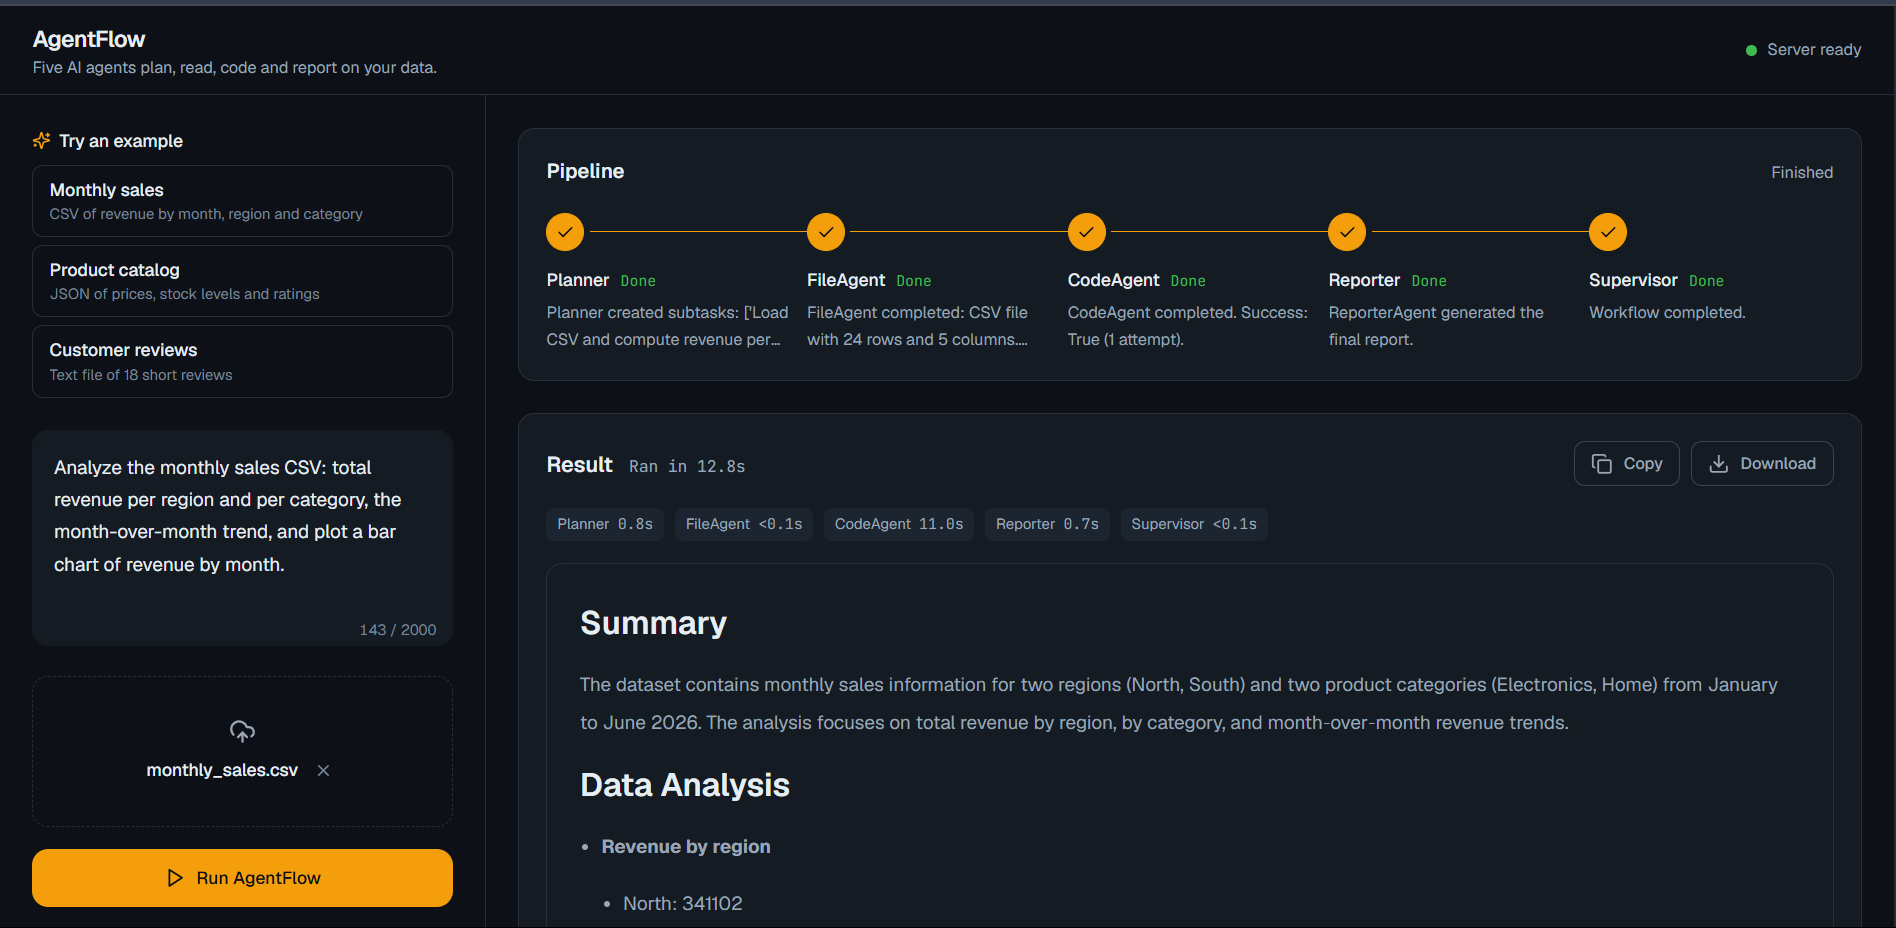 AgentFlow
Five AI agents plan, read, code and report on your data.
Server ready
Try an example
Monthly sales
CSV of revenue by month, region and category
Product catalog
JSON of prices, stock levels and ratings
Customer reviews
Text file of 18 short reviews
Analyze the monthly sales CSV: total
revenue per region and per category, the
month-over-month trend, and plot a bar
chart of revenue by month.
143 / 2000
monthly_sales.csv
Run AgentFlow
Pipeline
Finished
Planner Done
Planner created subtasks: ['Load
CSV and compute revenue per...
FileAgent Done
FileAgent completed: CSV file
with 24 rows and 5 columns....
CodeAgent Done
CodeAgent completed. Success:
True (1 attempt).
Reporter Done
ReporterAgent generated the
final report.
Supervisor Done
Workflow completed.
Result Ran in 12.8s
Copy
Download
Planner 0.8s
FileAgent <0.1s
CodeAgent 11.0s
Reporter 0.7s
Supervisor <0.1s
Summary
The dataset contains monthly sales information for two regions (North, South) and two product categories (Electronics, Home) from January
to June 2026. The analysis focuses on total revenue by region, by category, and month-over-month revenue trends.
Data Analysis
• Revenue by region
• North: 341102